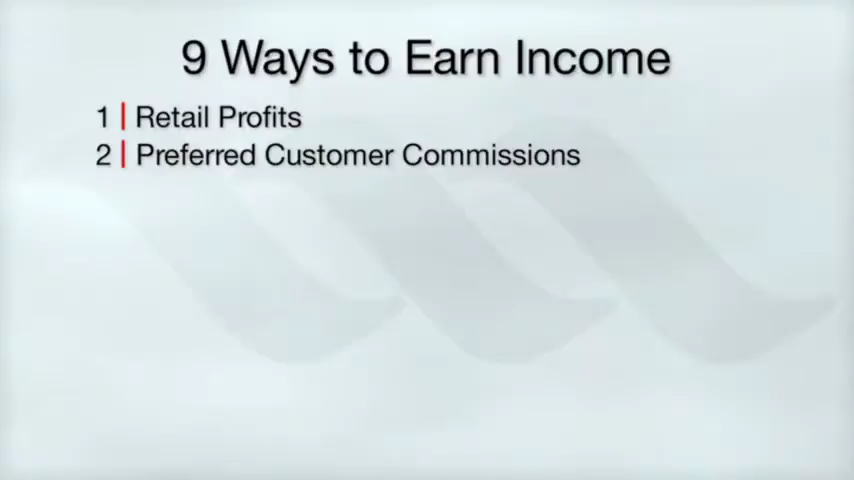 9 Ways to Earn Income
1 | Retail Profits
2 | Preferred Customer Commissions